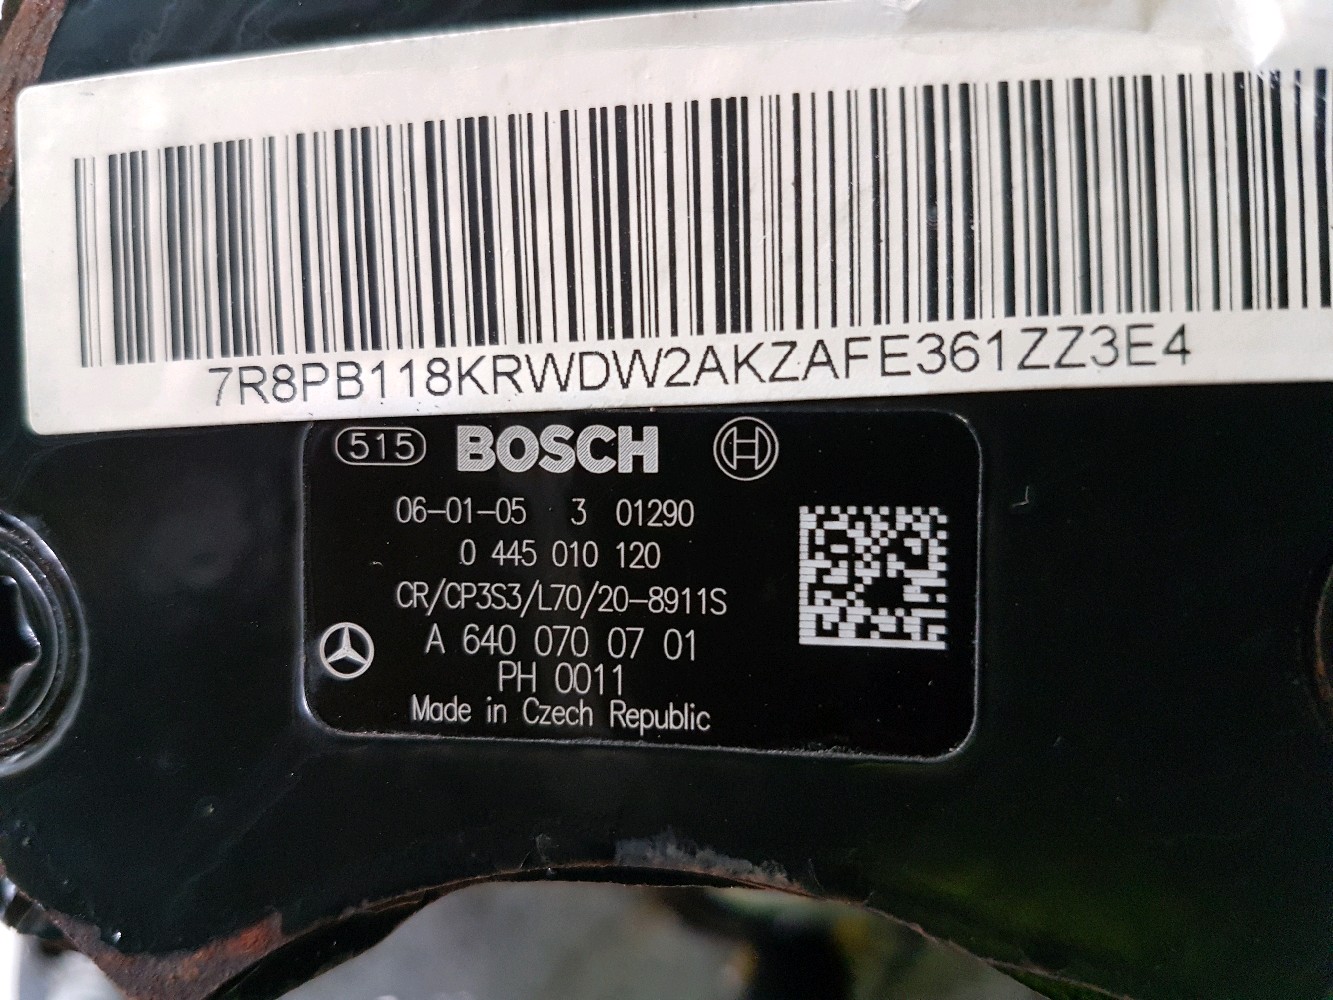 7R8PB118KRWDW2AKZAFE361ZZ3E4
515 BOSCH
06-01-05 3 01290
0 445 010 120
CR/CP3S3/L70/20-8911S
A 640 070 07 01
PH 0011
Made in Czech Republic